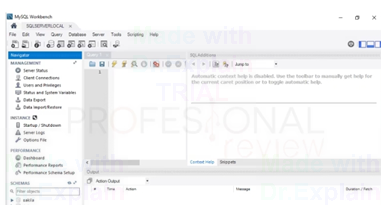 MySQL Workbench
SQLSERVERLOCAL ×
File Edit View Query Database Server Tools Scripting Help
Navigator
MANAGEMENT
Server Status
Client Connections
Users and Privileges
Status and System Variables
Data Export
Data Import/Restore
INSTANCE
Startup / Shutdown
Server Logs
Options File
PERFORMANCE
Dashboard
Performance Reports
Performance Schema Setup
SCHEMAS
Filter objects
sakila
1
SQLAdditions
Jump to
Automatic context help is disabled. Use the toolbar to manually get help for
the current caret position or to toggle automatic help.
Context Help Snippets
Output
Action Output
# Time Action Message Duration / Fetch
made with
TRIAL
PROFESSIONAL
review